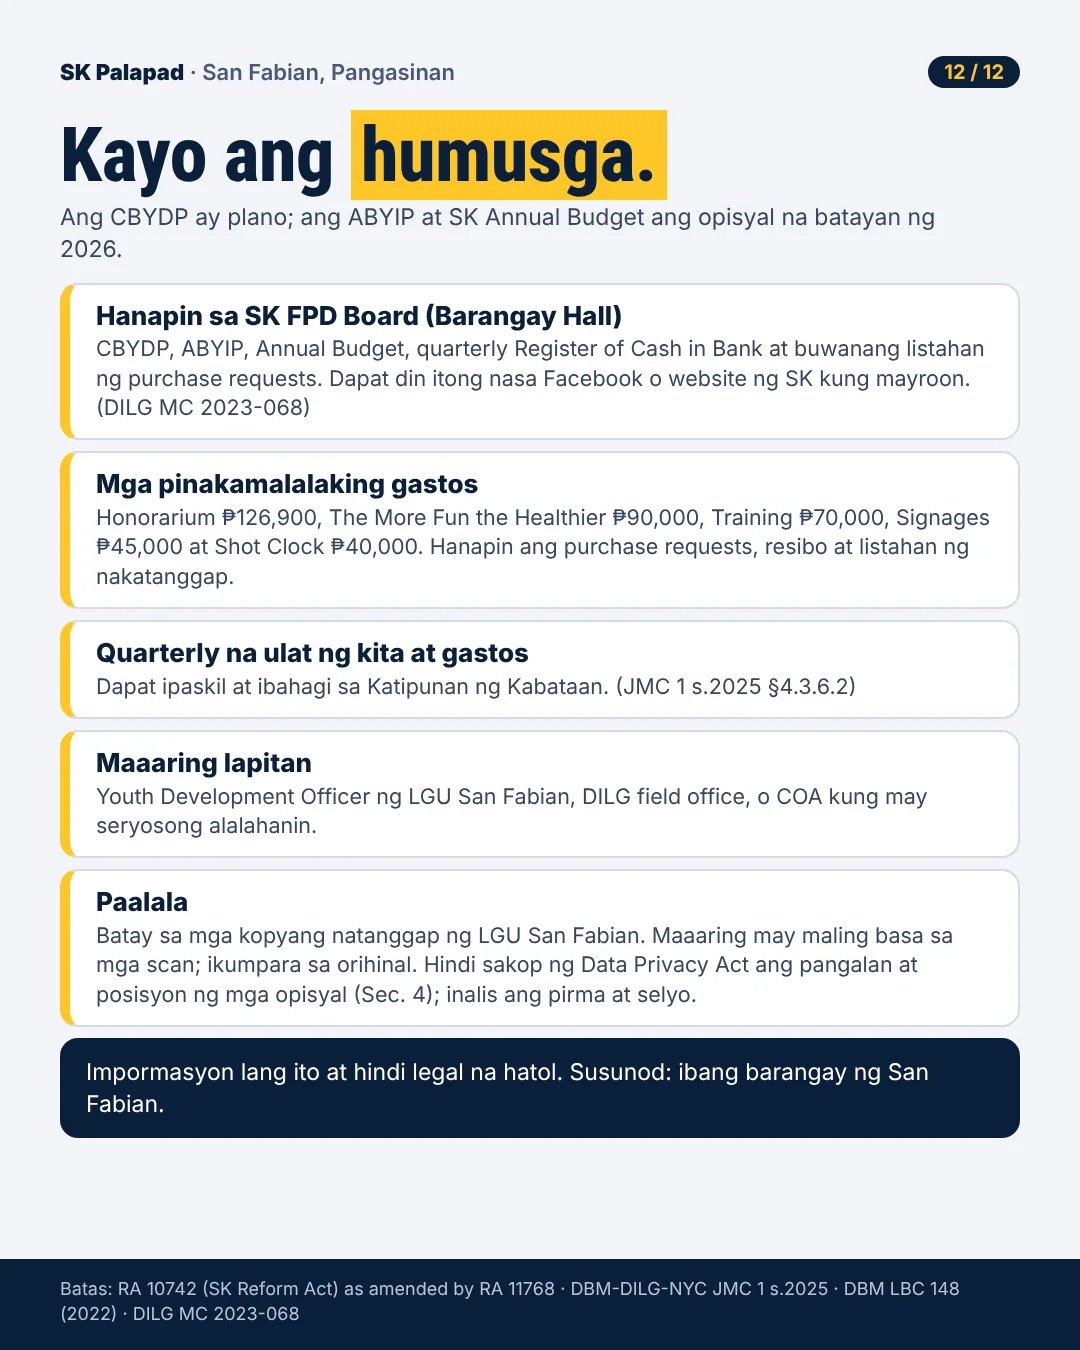 SK Palapad · San Fabian, Pangasinan
12 / 12
Kayo ang humusga.
Ang CBYDP ay plano; ang ABYIP at SK Annual Budget ang opisyal na batayan ng
2026.
Hanapin sa SK FPD Board (Barangay Hall)
CBYDP, ABYIP, Annual Budget, quarterly Register of Cash in Bank at buwanang listahan
ng purchase requests. Dapat din itong nasa Facebook o website ng SK kung mayroon.
(DILG MC 2023-068)
Mga pinakamalalaking gastos
Honorarium ₱126,900, The More Fun the Healthier ₱90,000, Training ₱70,000, Signages
₱45,000 at Shot Clock ₱40,000. Hanapin ang purchase requests, resibo at listahan ng
nakatanggap.
Quarterly na ulat ng kita at gastos
Dapat ipaskil at ibahagi sa Katipunan ng Kabataan. (JMC 1 s.2025 §4.3.6.2)
Maaaring lapitan
Youth Development Officer ng LGU San Fabian, DILG field office, o COA kung may
seryosong alalahanin.
Paalala
Batay sa mga kopyang natanggap ng LGU San Fabian. Maaaring may maling basa sa
mga scan; ikumpara sa orihinal. Hindi sakop ng Data Privacy Act ang pangalan at
posisyon ng mga opisyal (Sec. 4); inalis ang pirma at selyo.
Impormasyon lang ito at hindi legal na hatol. Susunod: ibang barangay ng San
Fabian.
Batas: RA 10742 (SK Reform Act) as amended by RA 11768 · DBM-DILG-NYC JMC 1 s.2025 · DBM LBC 148
(2022) · DILG MC 2023-068